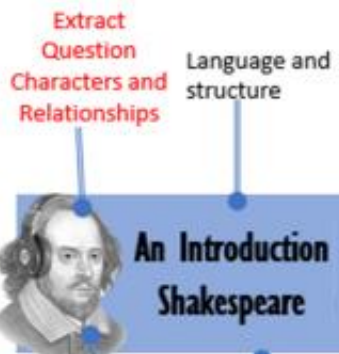 Extract
Question
Characters and
Relationships
Language and
structure
An Introduction
Shakespeare